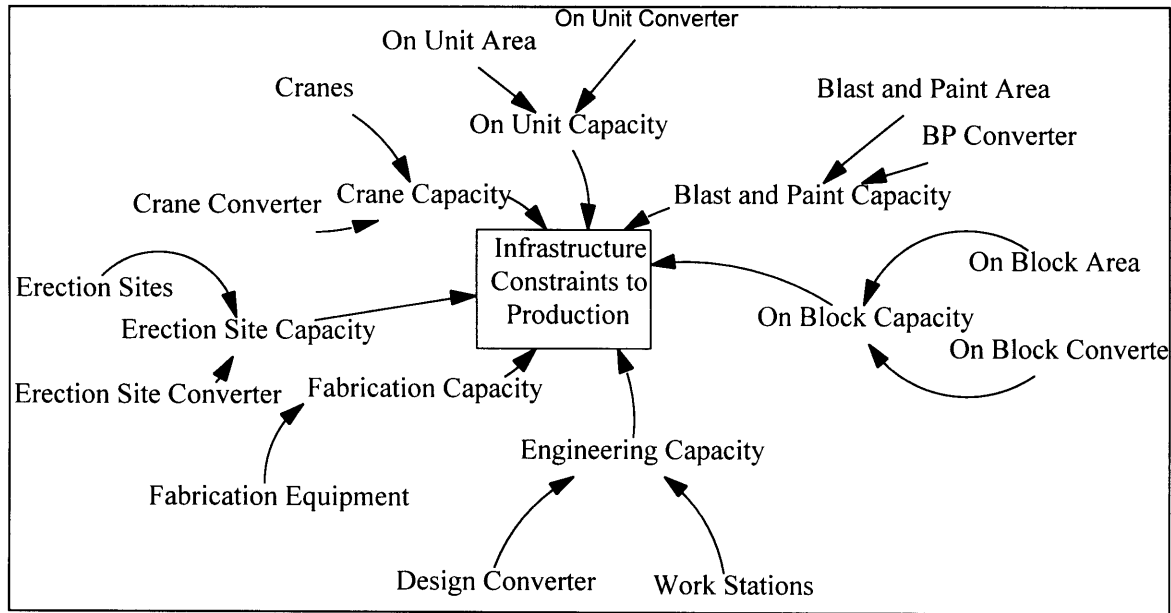 On Unit Converter
On Unit Area
Cranes
Blast and Paint Area
On Unit Capacity
BP Converter
Crane Capacity
Blast and Paint Capacity
Crane Converter
Infrastructure
Constraints to
Production
On Block Area
Erection Sites
On Block Capacity
Erection Site Capacity
On Block Converte
Erection Site Converter
Fabrication Capacity
Engineering Capacity
Fabrication Equipment
Design Converter
Work Stations